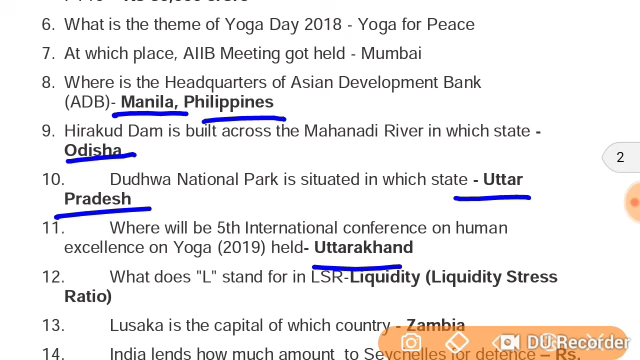 6. What is the theme of Yoga Day 2018 - Yoga for Peace
7. At which place, AIIB Meeting got held - Mumbai
8. Where is the Headquarters of Asian Development Bank
(ADB)- Manila, Philippines
9. Hirakud Dam is built across the Mahanadi River in which state -
Odisha
10. Dudhwa National Park is situated in which state - Uttar
Pradesh
11. Where will be 5th International conference on human
excellence on Yoga (2019) held- Uttarakhand
12. What does "L" stand for in LSR-Liquidity (Liquidity Stress
Ratio)
13. Lusaka is the capital of which country - Zambia
14. India lends how much amount to Seychelles for defence – Rs.
2
DU Recorder